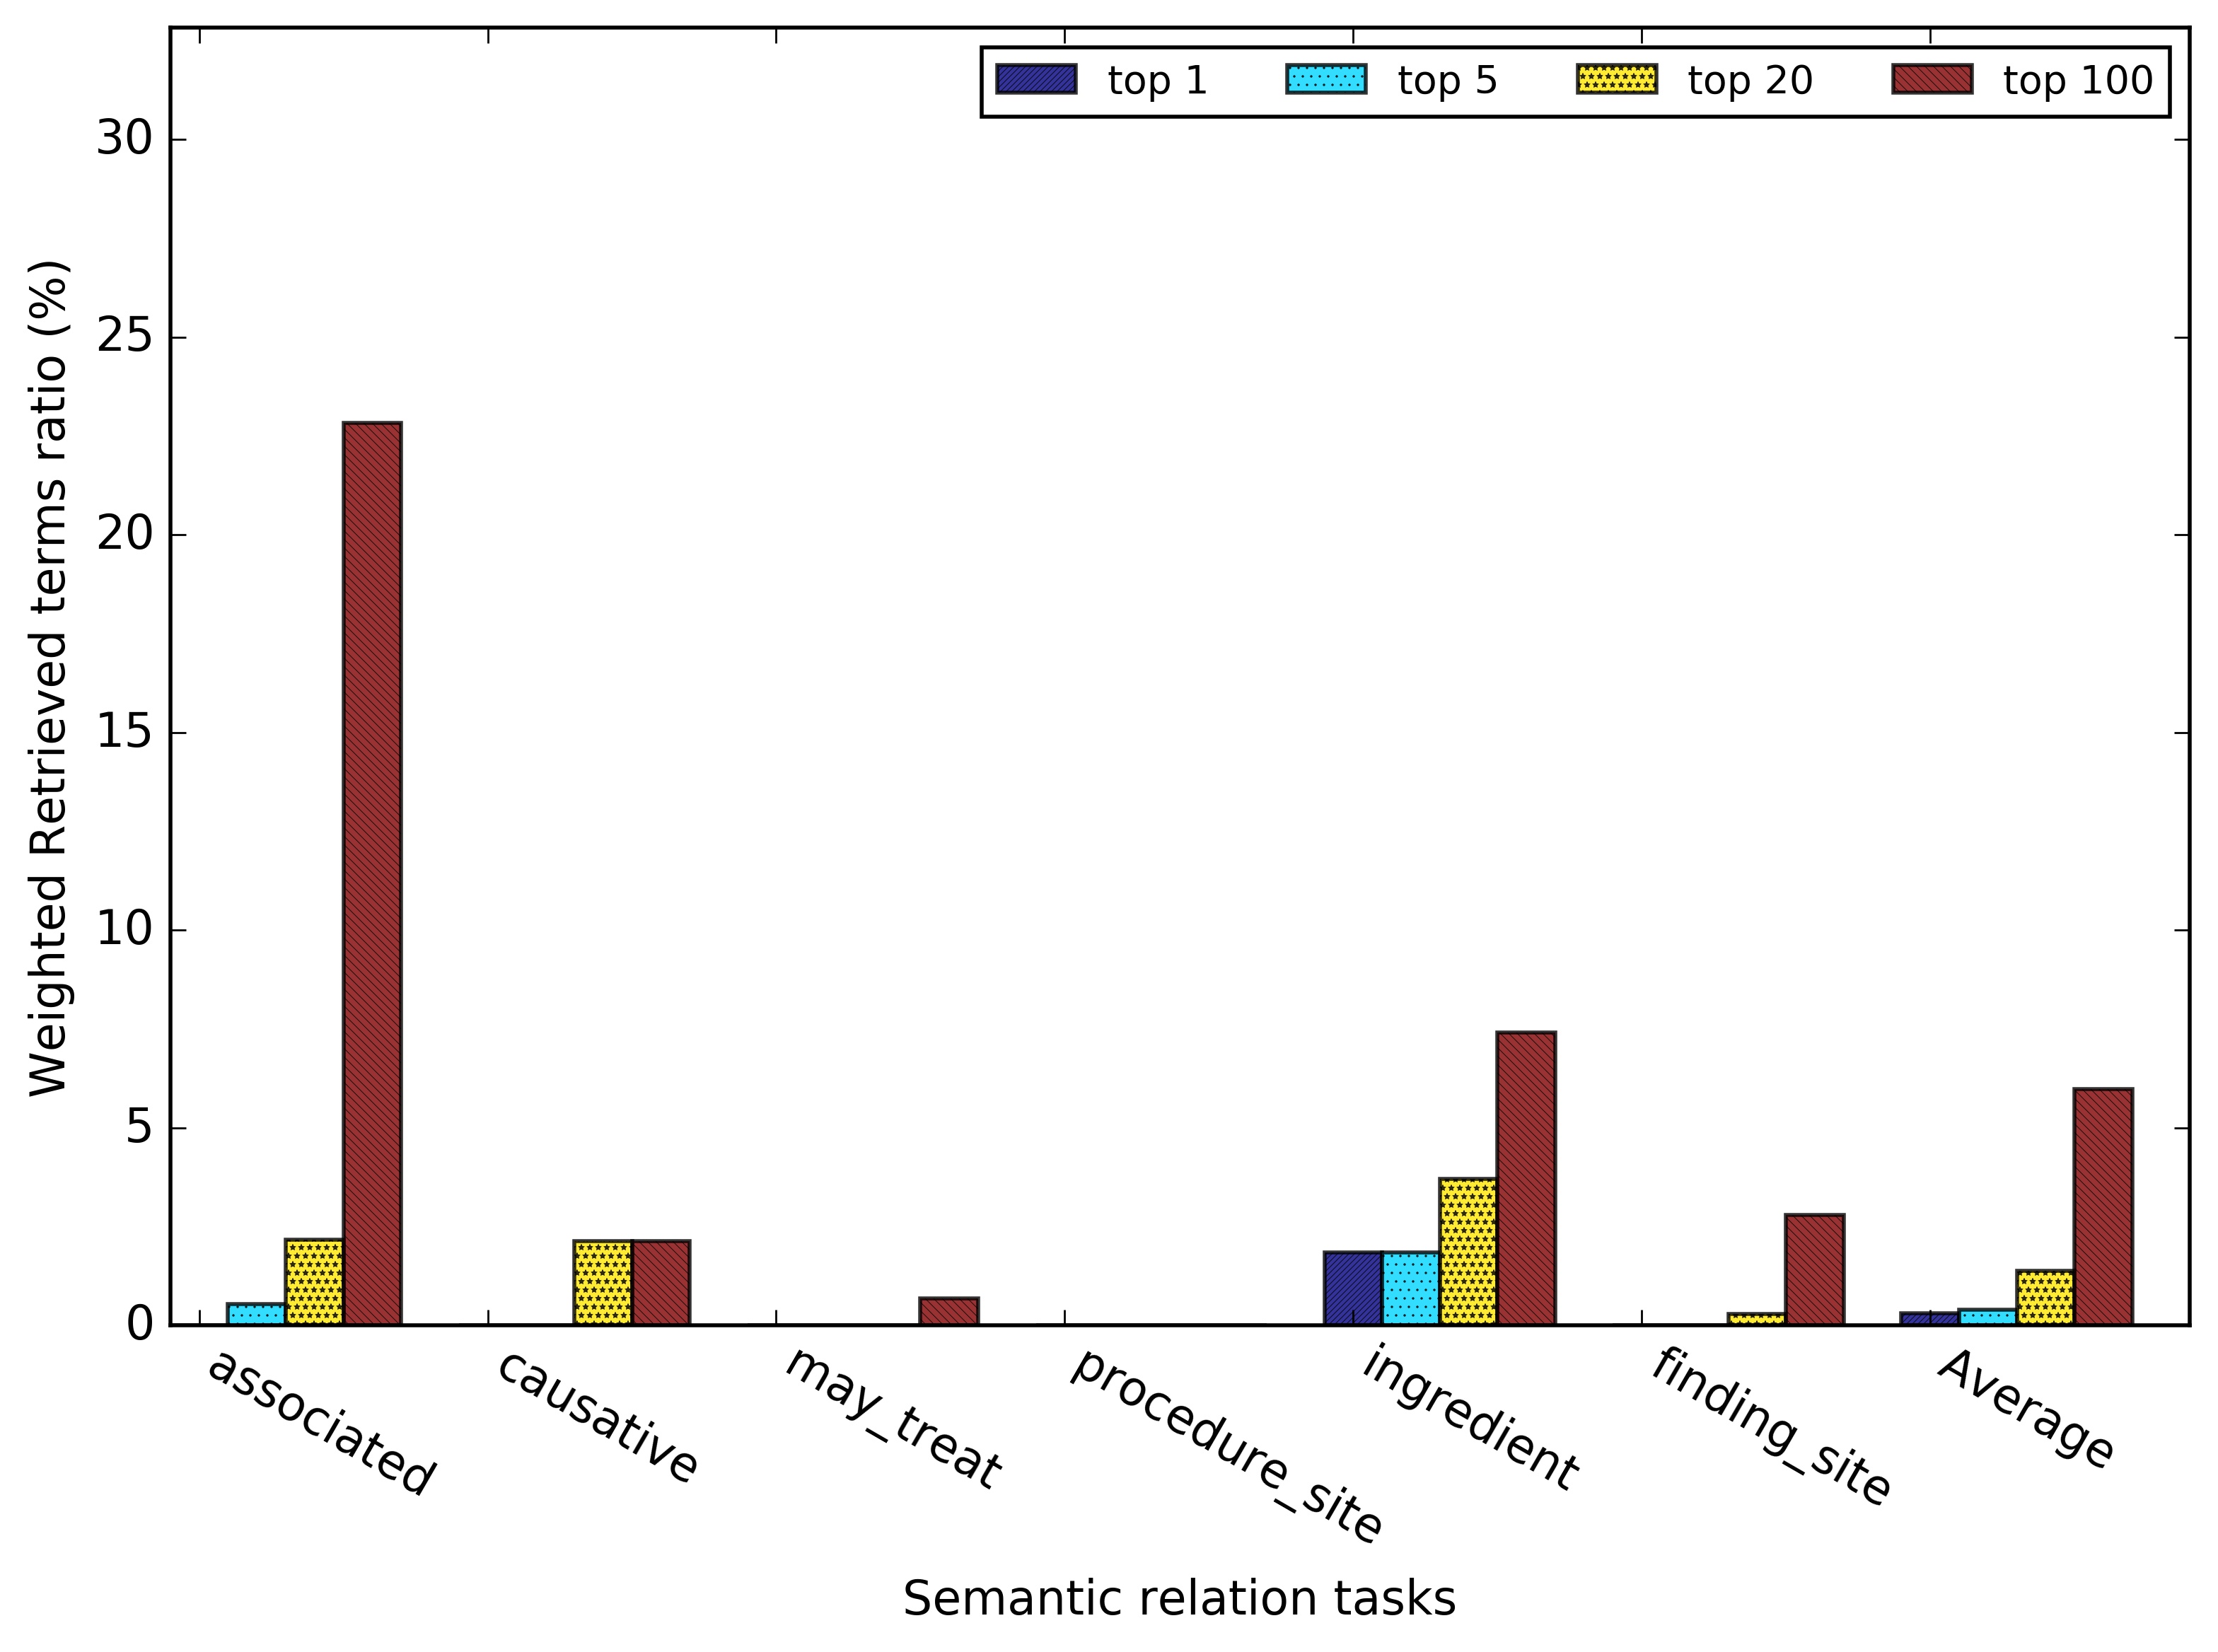 top 1 top 5 top 20 top 100
Weighted Retrieved terms ratio (%)
30
25
20
15
10
5
0
associated causative may_treat procedure_site ingredient finding_site Average
Semantic relation tasks